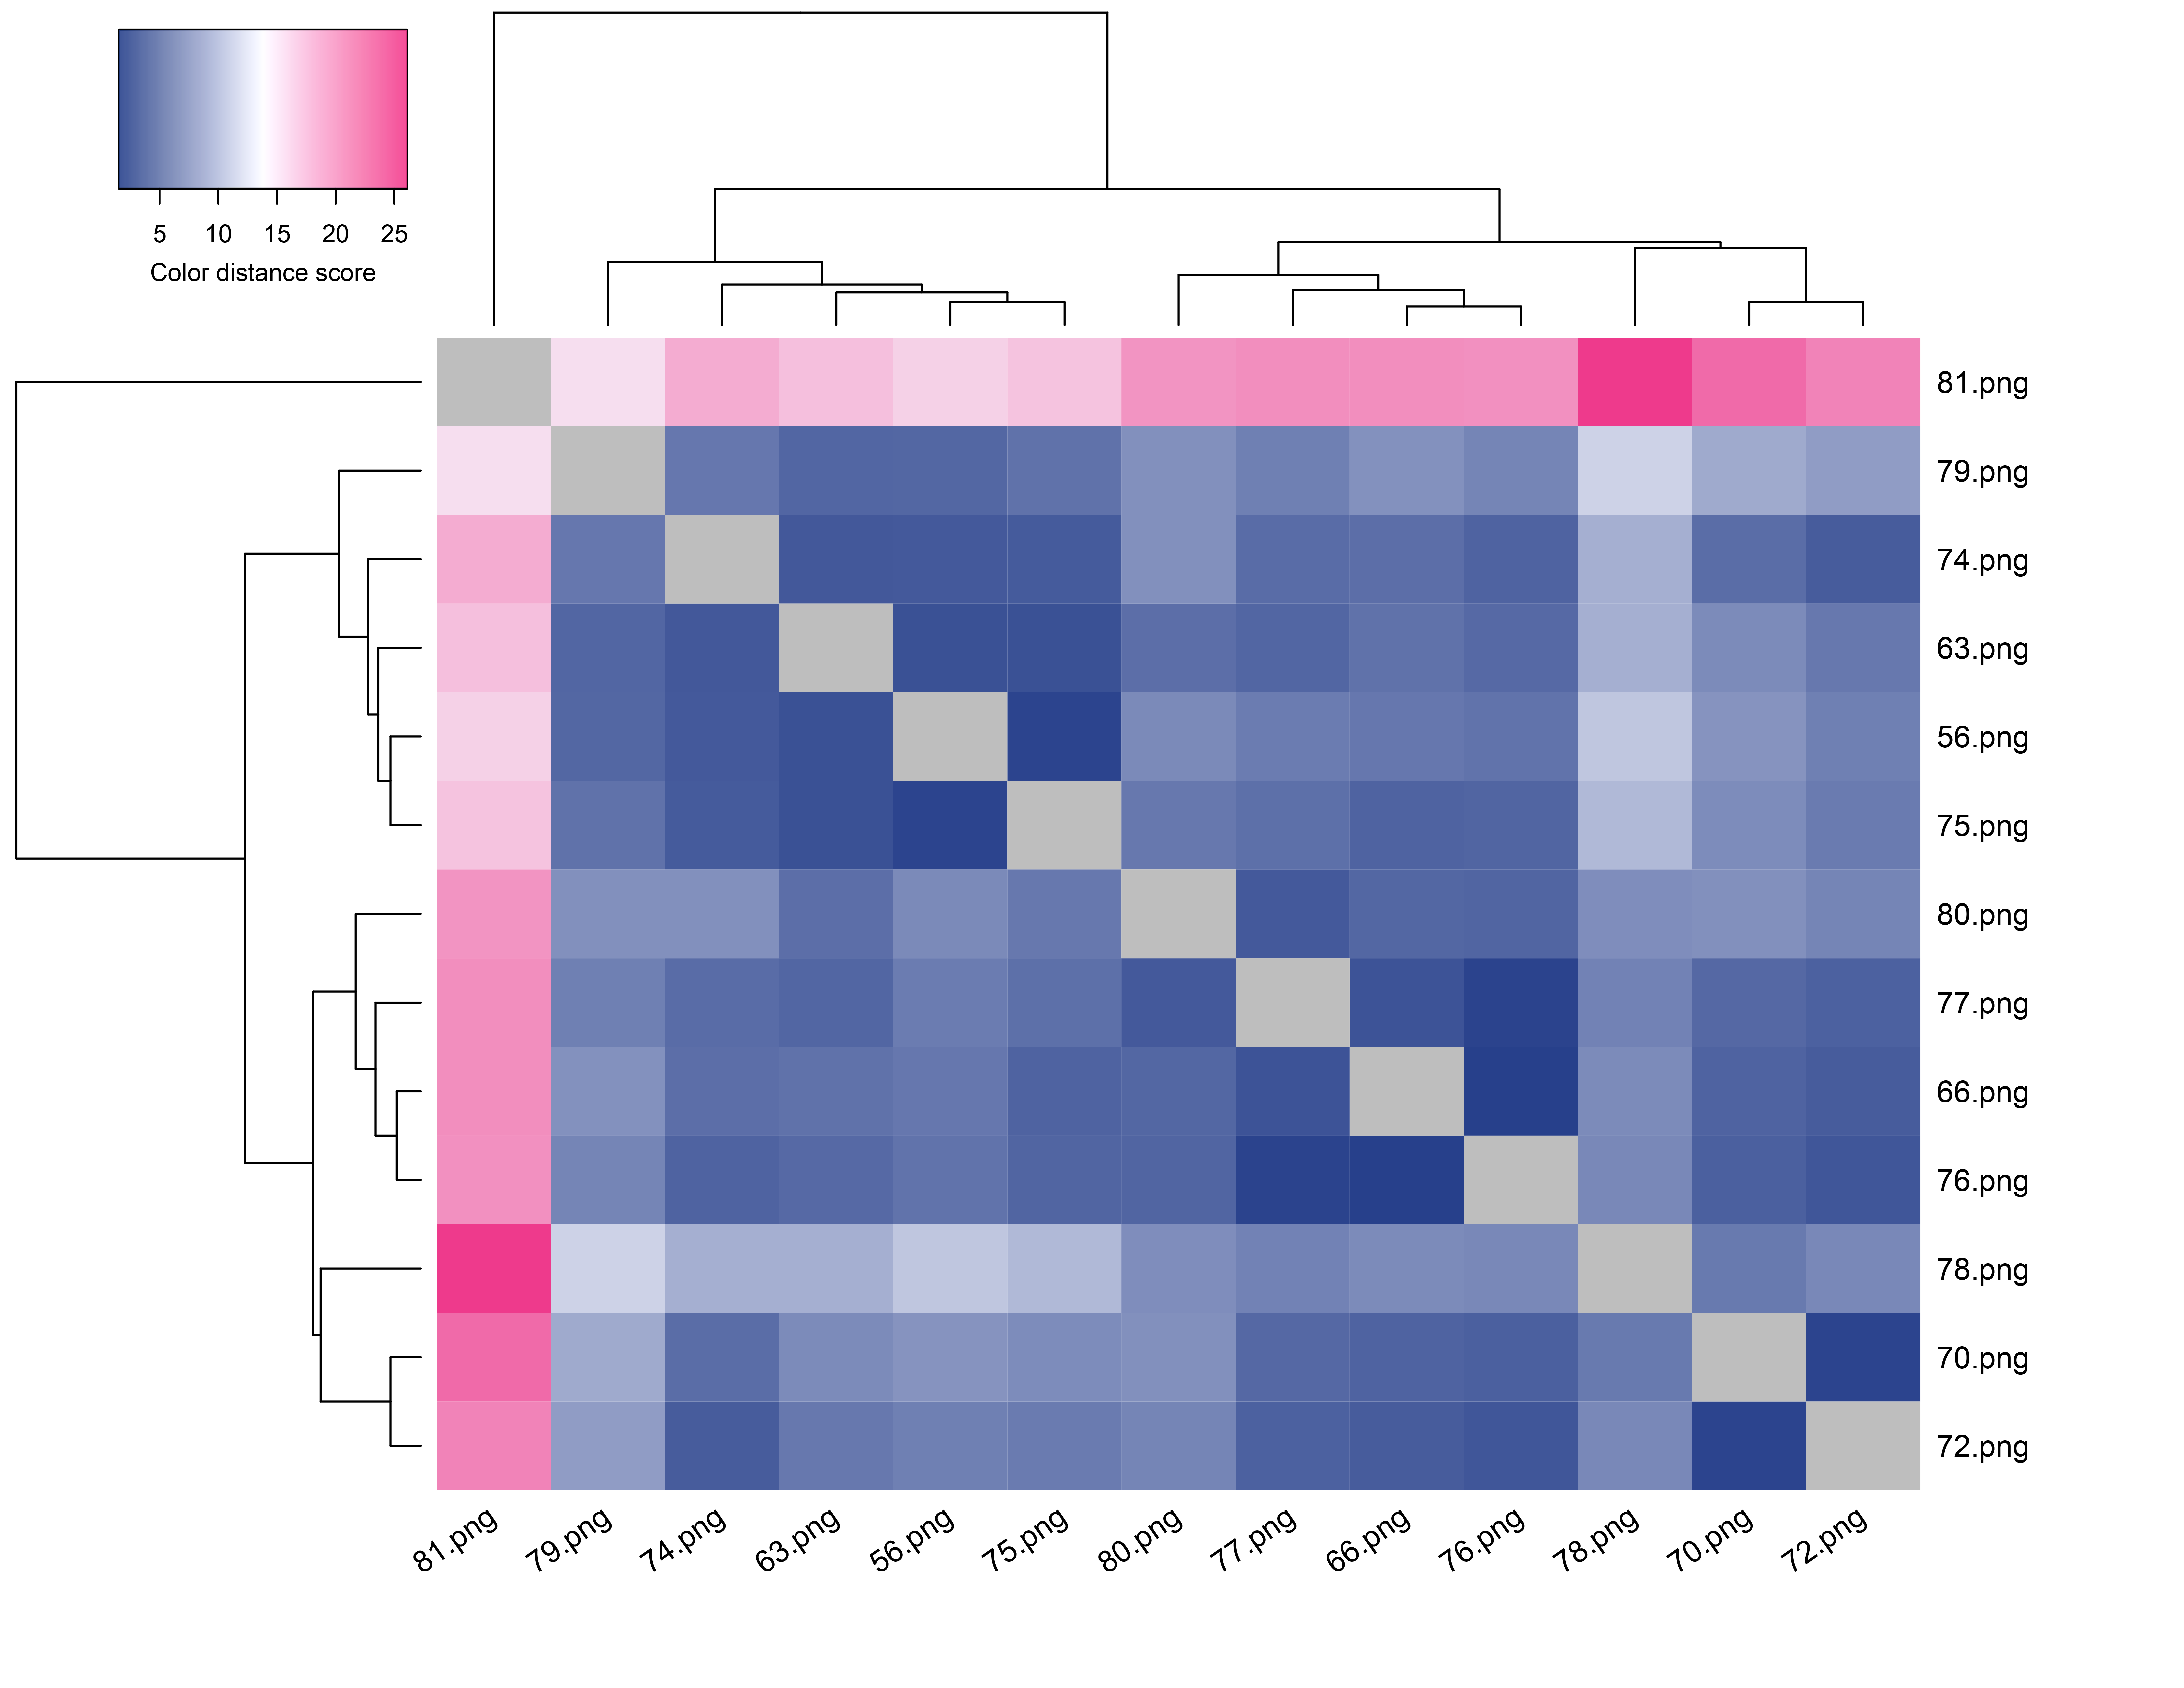 5 10 15 20 25
Color distance score
81.png
79.png
74.png
63.png
56.png
75.png
80.png
77.png
66.png
76.png
78.png
70.png
72.png
81.png 79.png 74.png 63.png 56.png 75.png 80.png 77.png 66.png 76.png 78.png 70.png 72.png